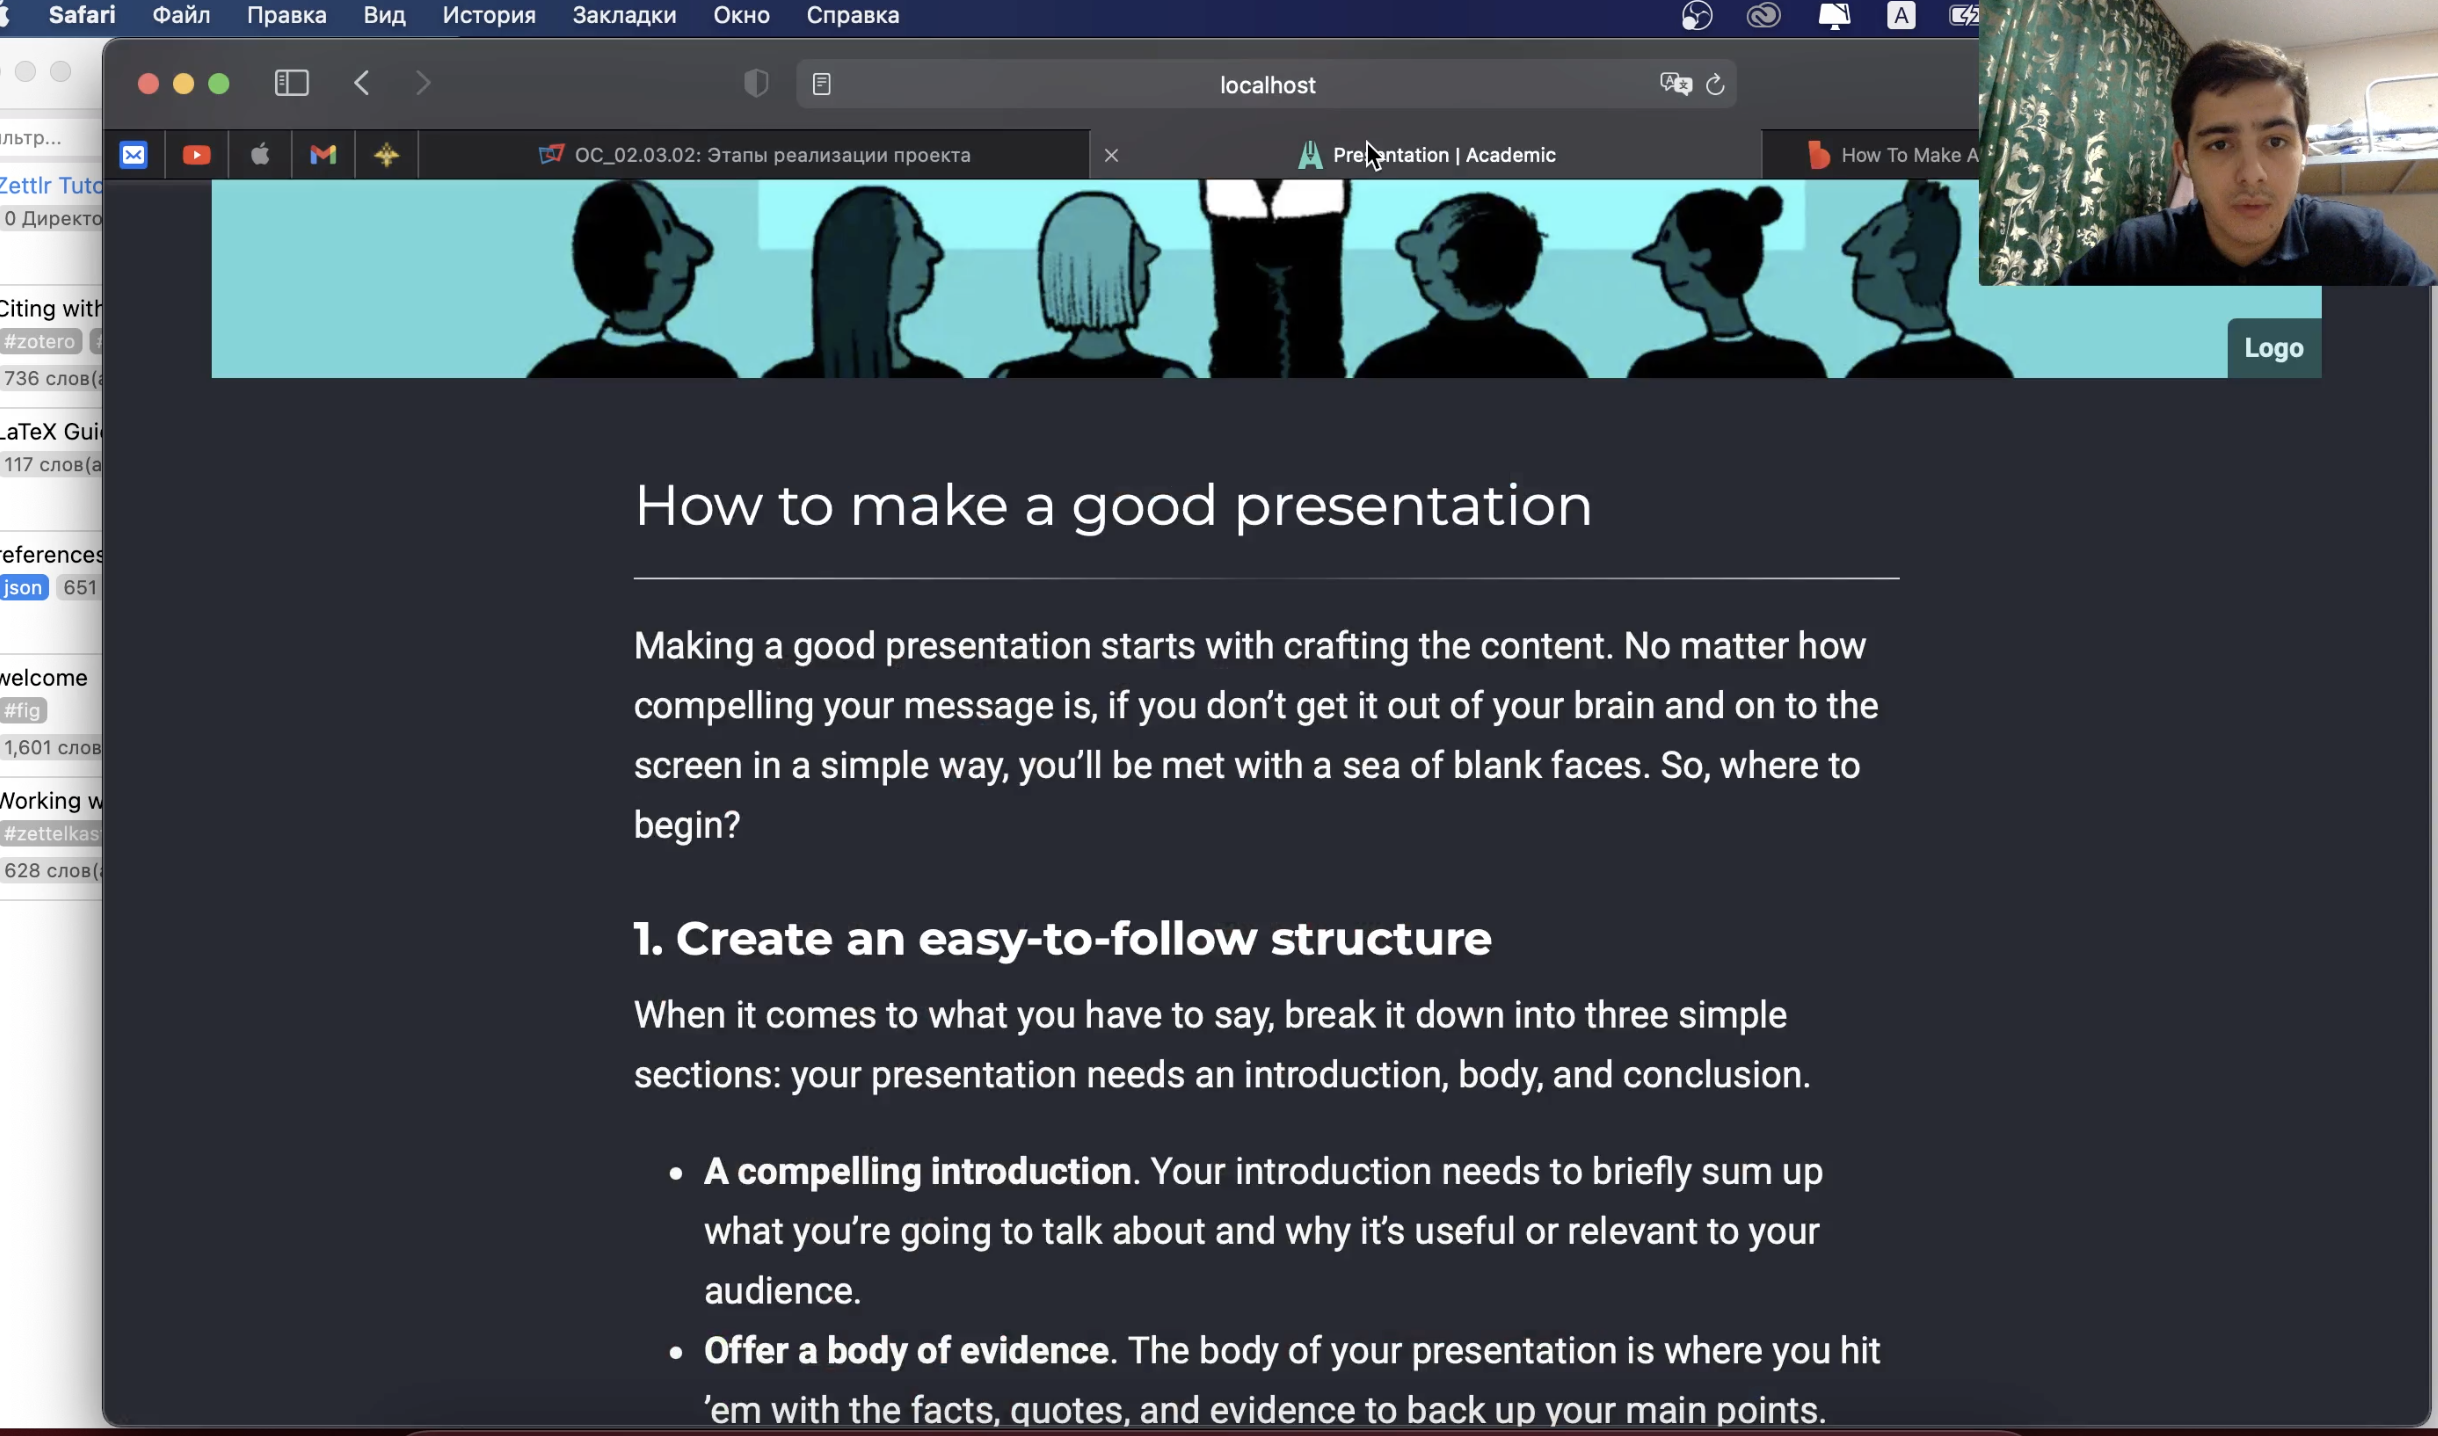 Safari Файл Правка Вид История Закладки Окно Справка A
localhost
ОС_02.03.02: Этапы реализации проекта
Presentation | Academic
How To Make A
льтр...
Zettlr Tuto
0 Директо
Citing with
#zotero #
736 слов(а
LaTeX Gui
117 слов(а
references
json 651
welcome
#fig
1,601 слов
Working w
#zettelkas
628 слов(а
Logo
How to make a good presentation
Making a good presentation starts with crafting the content. No matter how
compelling your message is, if you don’t get it out of your brain and on to the
screen in a simple way, you’ll be met with a sea of blank faces. So, where to
begin?
1. Create an easy-to-follow structure
When it comes to what you have to say, break it down into three simple
sections: your presentation needs an introduction, body, and conclusion.
• A compelling introduction. Your introduction needs to briefly sum up
what you’re going to talk about and why it’s useful or relevant to your
audience.
• Offer a body of evidence. The body of your presentation is where you hit
’em with the facts, quotes, and evidence to back up your main points.